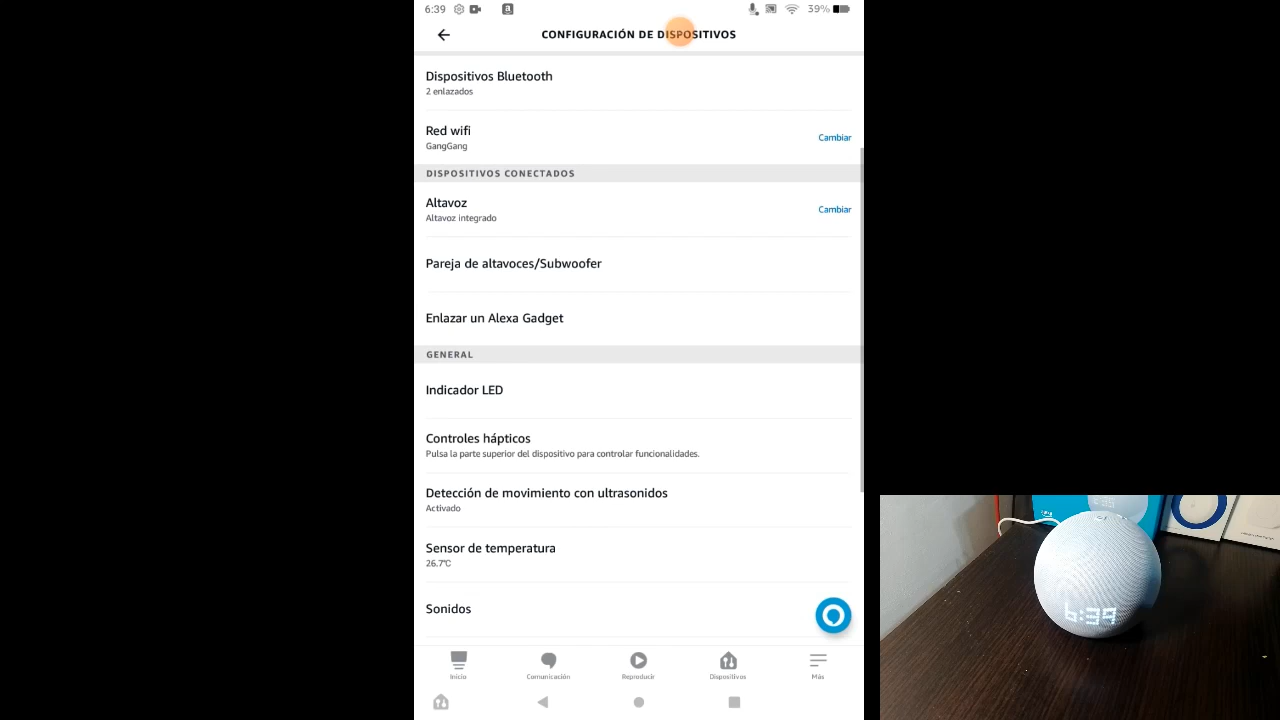 6:39
39%
CONFIGURACIÓN DE DISPOSITIVOS
Dispositivos Bluetooth
2 enlazados
Red wifi
GangGang
Cambiar
DISPOSITIVOS CONECTADOS
Altavoz
Altavoz integrado
Cambiar
Pareja de altavoces/Subwoofer
Enlazar un Alexa Gadget
GENERAL
Indicador LED
Controles hápticos
Pulsa la parte superior del dispositivo para controlar funcionalidades.
Detección de movimiento con ultrasonidos
Activado
Sensor de temperatura
26.7°C
Sonidos
Inicio
Comunicación
Reproducir
Dispositivos
Más
6:39